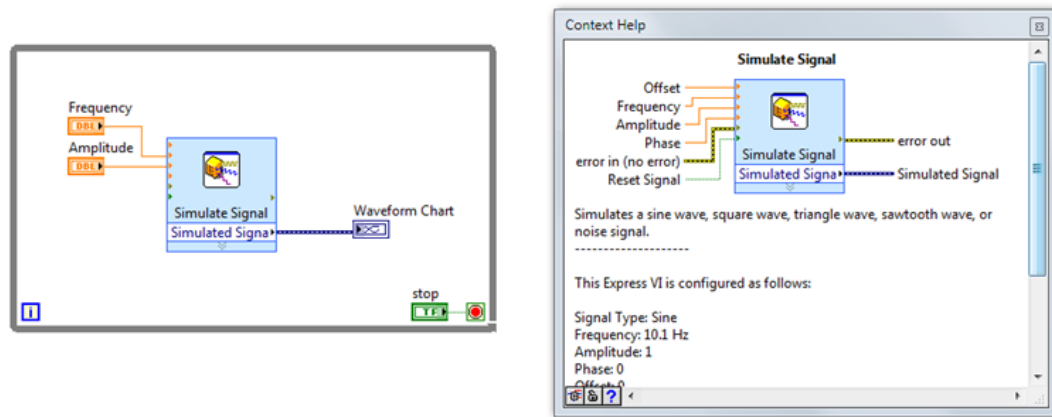 Frequency
DBL
Amplitude
DBL
Simulate Signal
Simulated Signa
Waveform Chart
stop
TF
i
Context Help
Simulate Signal
Offset
Frequency
Amplitude
Phase
error in (no error)
Reset Signal
Simulate Signal
Simulated Signa
error out
Simulated Signal
Simulates a sine wave, square wave, triangle wave, sawtooth wave, or
noise signal.
--------------------
This Express VI is configured as follows:
Signal Type: Sine
Frequency: 10.1 Hz
Amplitude: 1
Phase: 0
Offset: 0
?